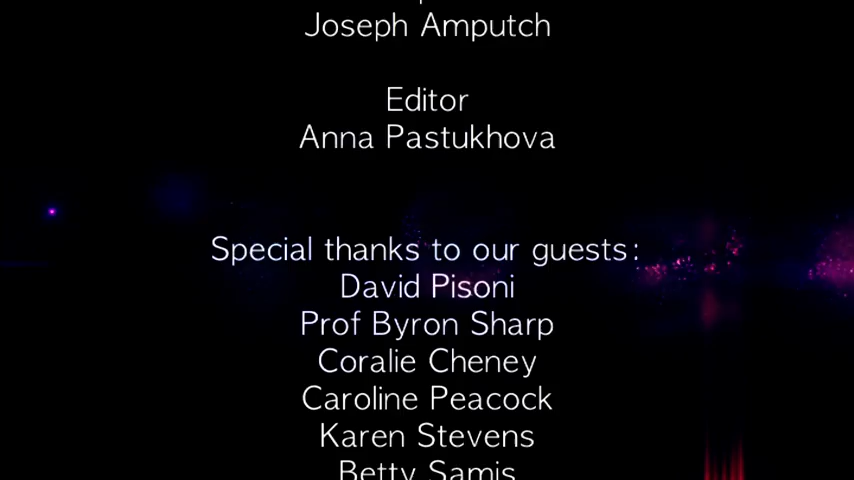 Joseph Amputch
Editor
Anna Pastukhova
Special thanks to our guests:
David Pisoni
Prof Byron Sharp
Coralie Cheney
Caroline Peacock
Karen Stevens
Betty Samis